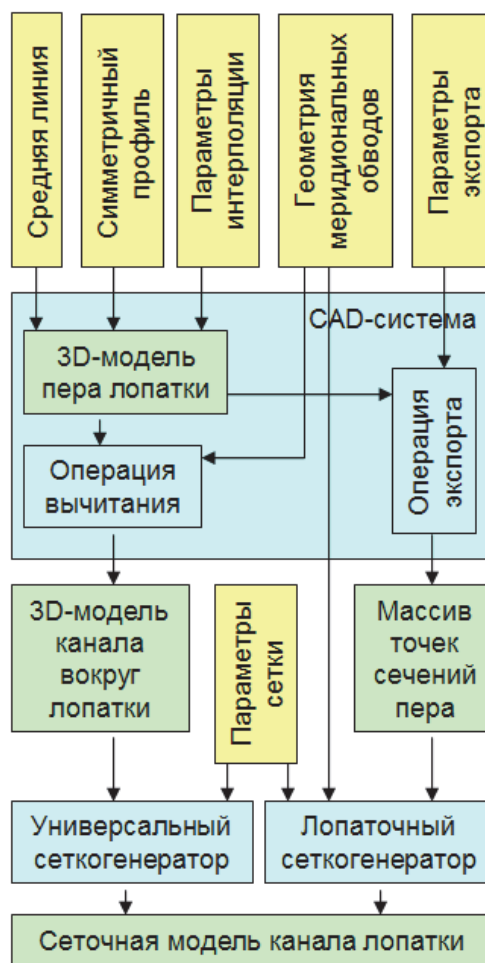 Средняя линия
Симметричный
профиль
Параметры
интерполяции
Геометрия
меридиональных
обводов
Параметры
экспорта
CAD-система
3D-модель
пера лопатки
Операция
вычитания
Операция
экспорта
3D-модель
канала
вокруг
лопатки
Параметры
сетки
Массив
точек
сечений
пера
Универсальный
сеткогенератор
Лопаточный
сеткогенератор
Сеточная модель канала лопатки